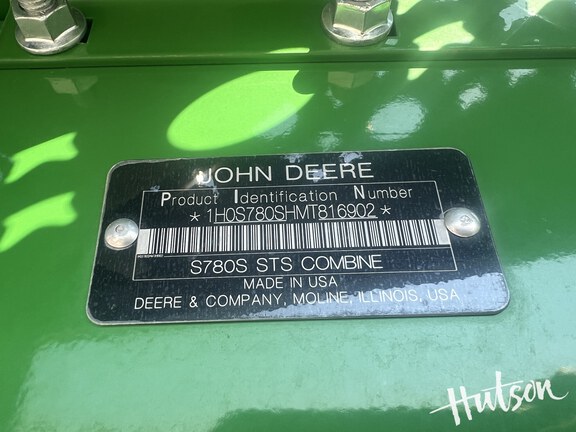 JOHN DEERE
Product Identification Number
*1H0S780SHMT816902*
S780S STS COMBINE
MADE IN USA
DEERE & COMPANY, MOLINE, ILLINOIS, USA
Hutson